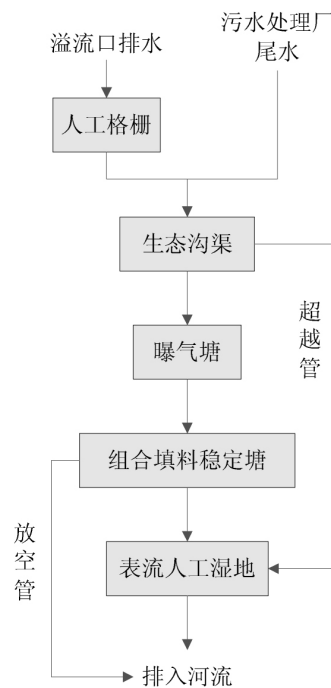 溢流口排水
污水处理厂
尾水
人工格栅
生态沟渠
超越管
曝气塘
组合填料稳定塘
放空管
表流人工湿地
排入河流